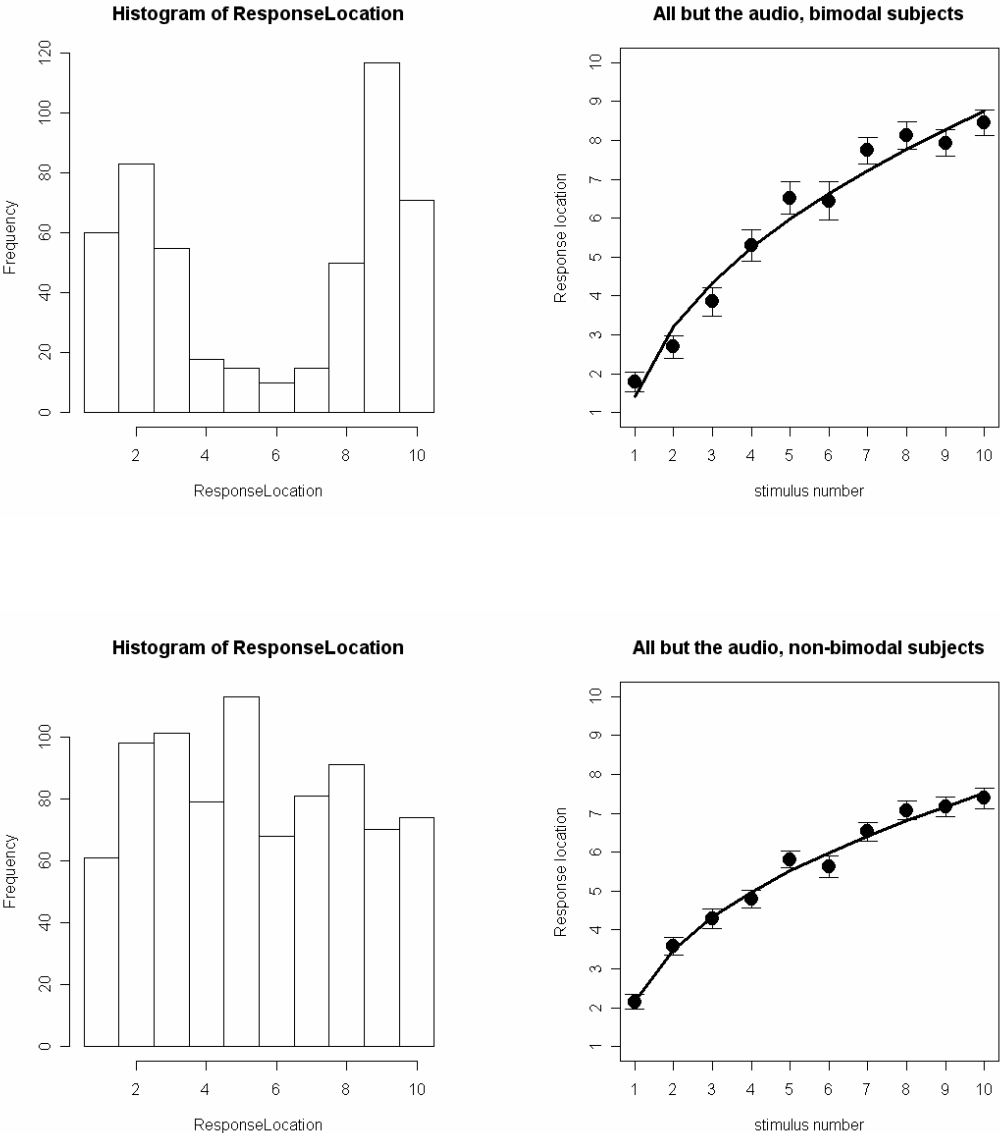 Histogram of ResponseLocation
Frequency
0 20 40 60 80 100 120
2 4 6 8 10
ResponseLocation
All but the audio, bimodal subjects
Response location
1 2 3 4 5 6 7 8 9 10
1 2 3 4 5 6 7 8 9 10
stimulus number
Histogram of ResponseLocation
Frequency
0 20 40 60 80 100
2 4 6 8 10
ResponseLocation
All but the audio, non-bimodal subjects
Response location
1 2 3 4 5 6 7 8 9 10
1 2 3 4 5 6 7 8 9 10
stimulus number